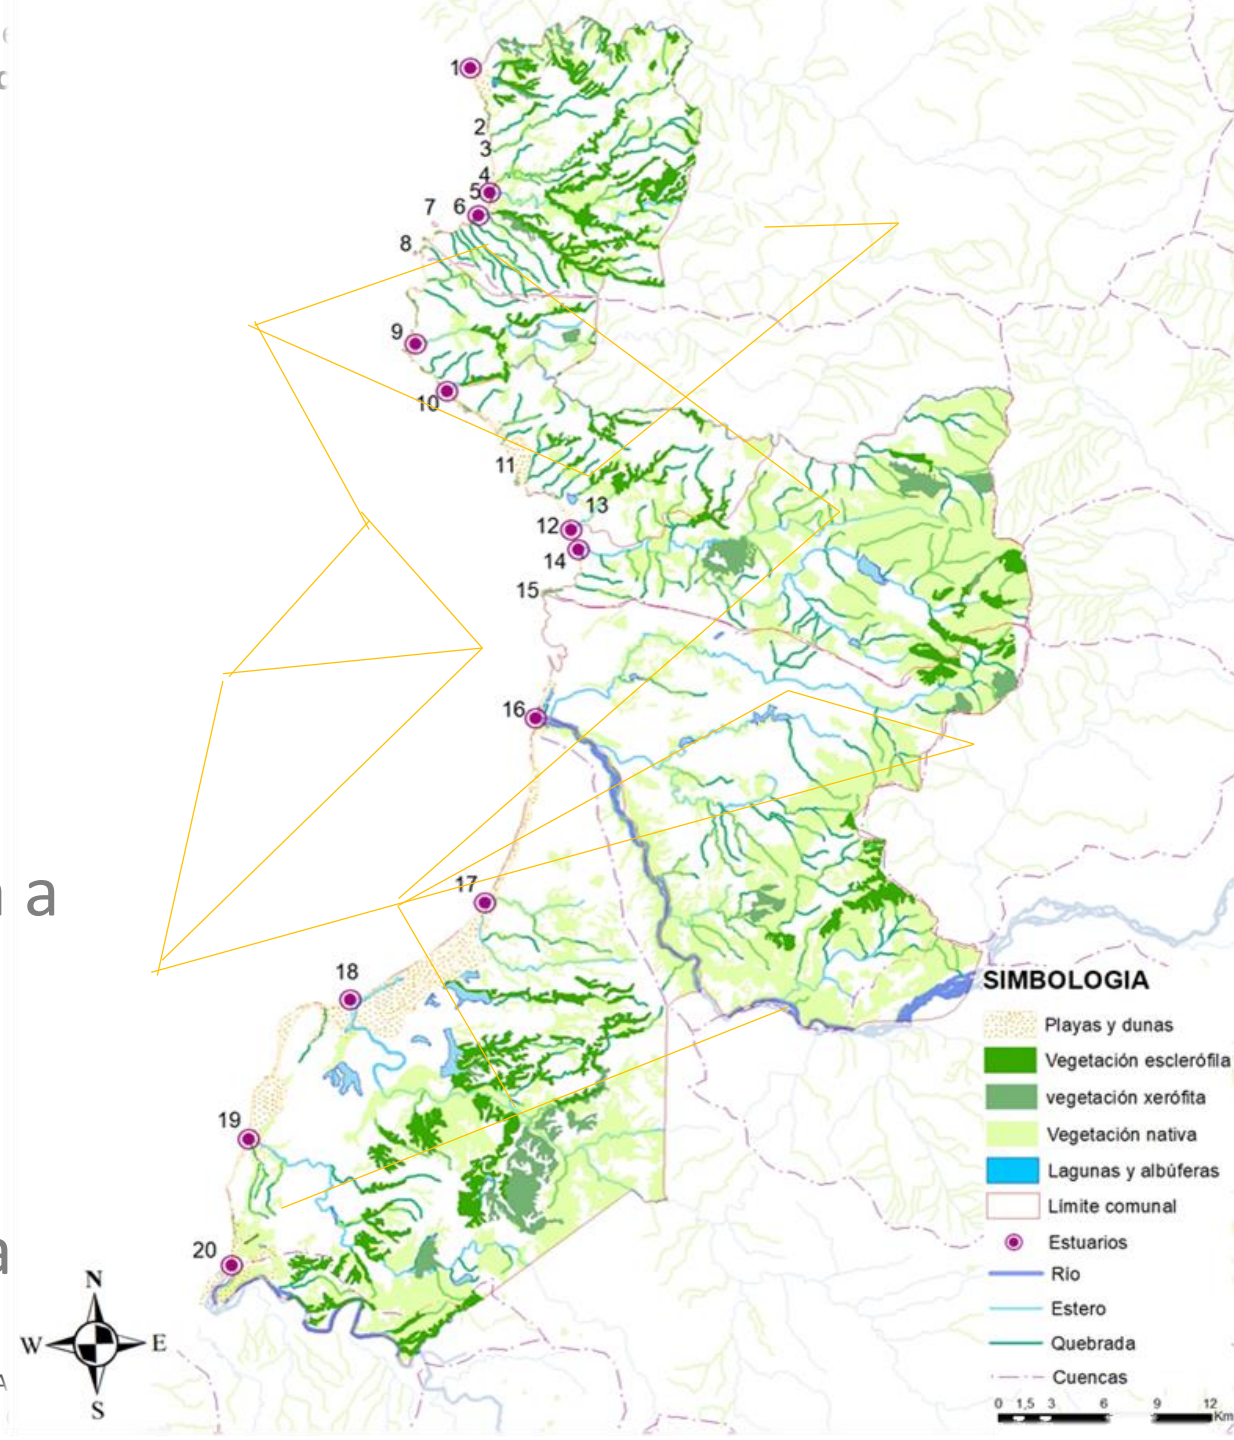 1
2
3
4
5
7 6
8
9
10
11
13
12
14
15
16
17
a
18
19
20
SIMBOLOGIA
Playas y dunas
Vegetación esclerófila
vegetación xerófita
Vegetación nativa
Lagunas y albúferas
Límite comunal
Estuarios
Río
Estero
Quebrada
Cuencas
0 1,5 3 6 9 12
Km
N
W E
S
a
A